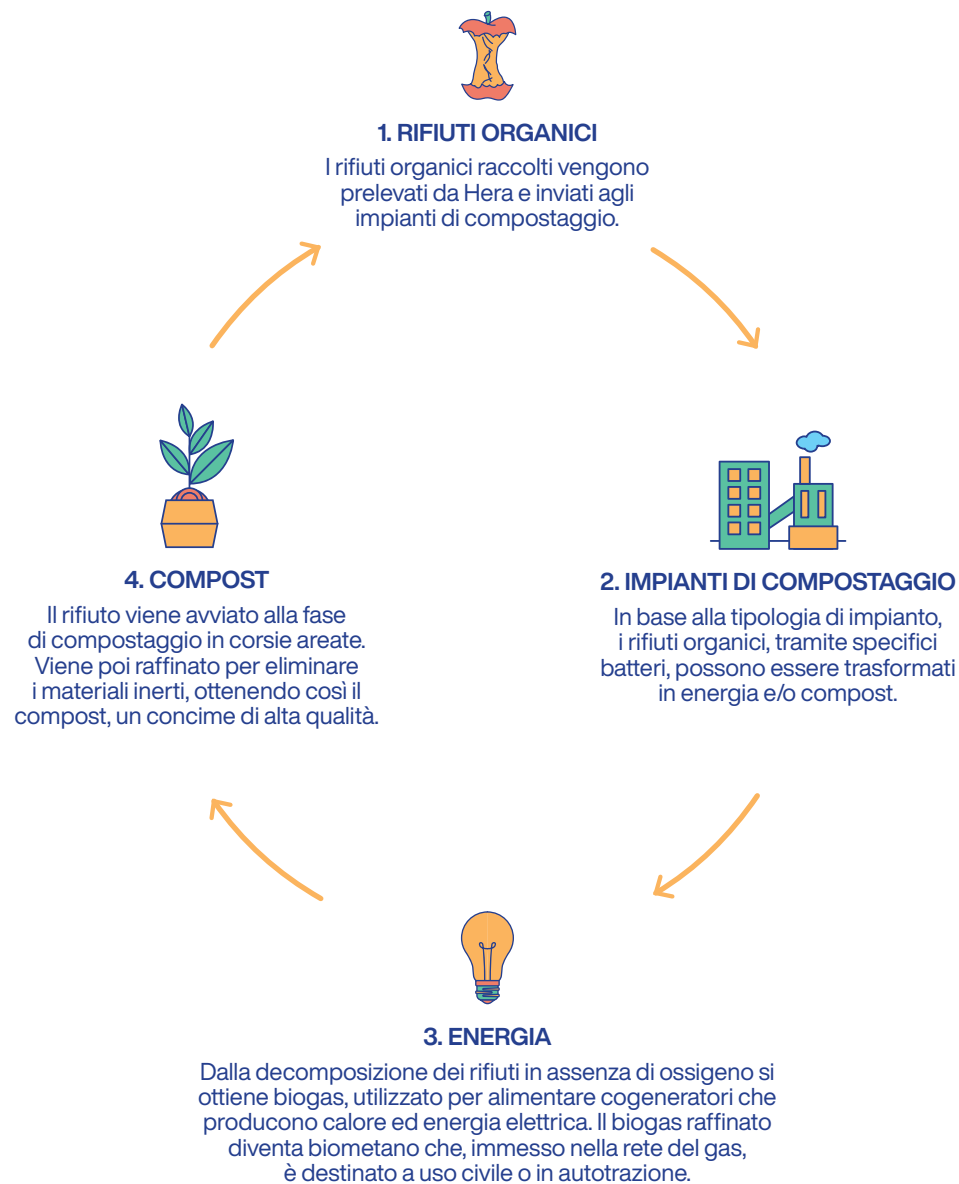 1. RIFIUTI ORGANICI
I rifiuti organici raccolti vengono
prelevati da Hera e inviati agli
impianti di compostaggio.
2. IMPIANTI DI COMPOSTAGGIO
In base alla tipologia di impianto,
i rifiuti organici, tramite specifici
batteri, possono essere trasformati
in energia e/o compost.
3. ENERGIA
Dalla decomposizione dei rifiuti in assenza di ossigeno si
ottiene biogas, utilizzato per alimentare cogeneratori che
producono calore ed energia elettrica. Il biogas raffinato
diventa biometano che, immesso nella rete del gas,
è destinato a uso civile o in autotrazione.
4. COMPOST
Il rifiuto viene avviato alla fase
di compostaggio in corsie areate.
Viene poi raffinato per eliminare
i materiali inerti, ottenendo così il
compost, un concime di alta qualità.